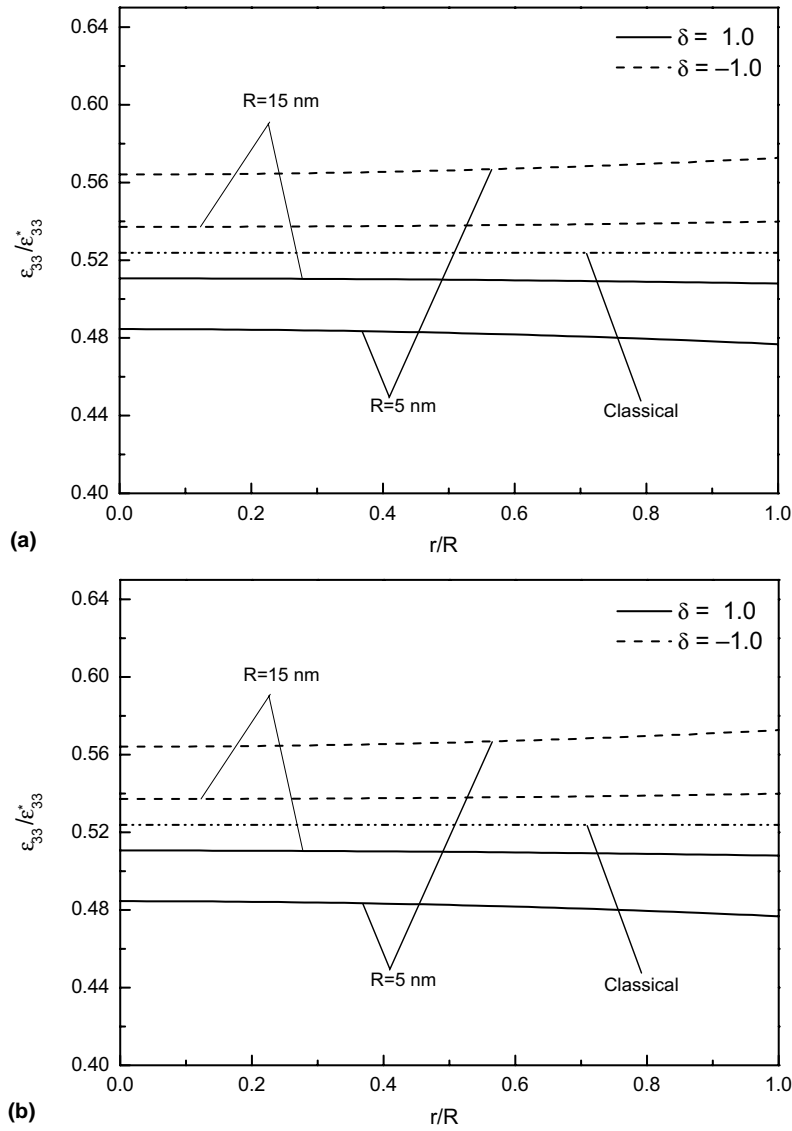 0.64
δ = 1.0
δ = –1.0
0.60
R=15 nm
0.56
ε33/ε*33
0.52
0.48
0.44
R=5 nm
Classical
0.40
0.0 0.2 0.4 0.6 0.8 1.0
(a)
r/R
0.64
δ = 1.0
δ = –1.0
0.60
R=15 nm
0.56
ε33/ε*33
0.52
0.48
0.44
R=5 nm
Classical
0.40
0.0 0.2 0.4 0.6 0.8 1.0
(b)
r/R